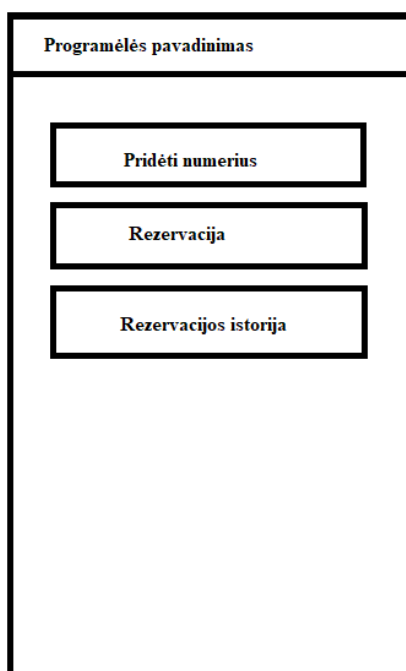 Programėlės pavadinimas
Pridėti numerius
Rezervacija
Rezervacijos istorija